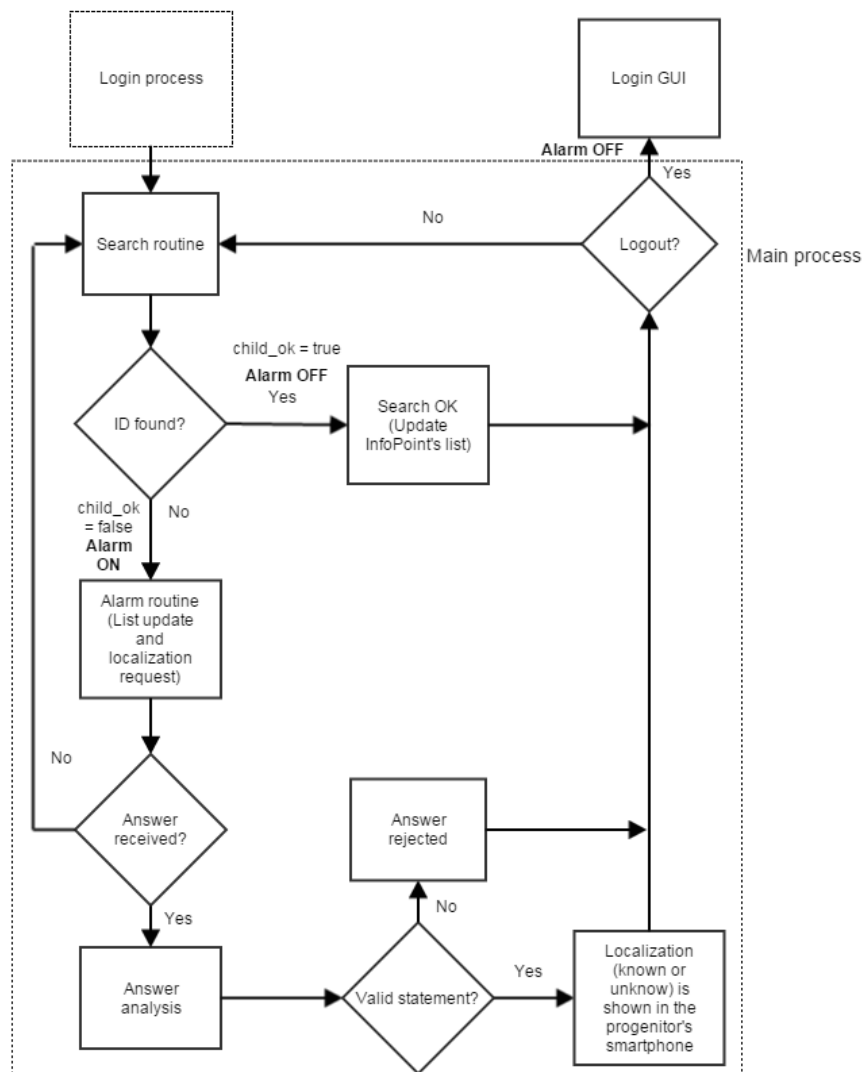 Login process
Login GUI
Alarm OFF
Yes
No
Search routine
Logout?
Main process
child_ok = true
Alarm OFF
Yes
ID found?
Search OK
(Update
InfoPoint's list)
child_ok
= false
Alarm
ON
No
Alarm routine
(List update
and
localization
request)
No
Answer
received?
Answer
rejected
Yes
No
Answer
analysis
Valid statement?
Yes
Localization
(known or
unknow) is
shown in the
progenitor's
smartphone